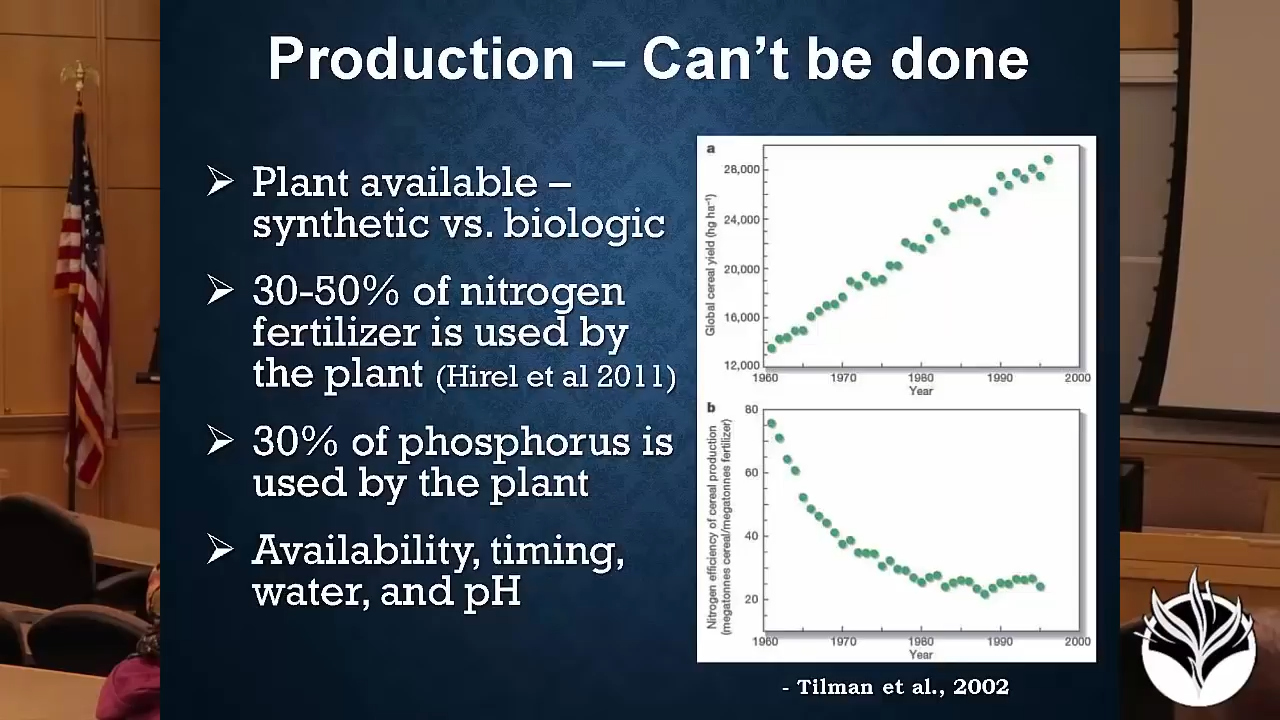 Production – Can't be done
➢ Plant available –
synthetic vs. biologic
➢ 30-50% of nitrogen
fertilizer is used by
the plant (Hirel et al 2011)
➢ 30% of phosphorus is
used by the plant
➢ Availability, timing,
water, and pH
a
Global cereal yield (hg ha⁻¹)
28,000
24,000
20,000
16,000
12,000
1960 1970 1980 1990 2000
Year
b
Nitrogen efficiency of cereal production
(megatonnes cereal/megatonnes fertilizer)
80
60
40
20
1960 1970 1980 1990 2000
Year
- Tilman et al., 2002